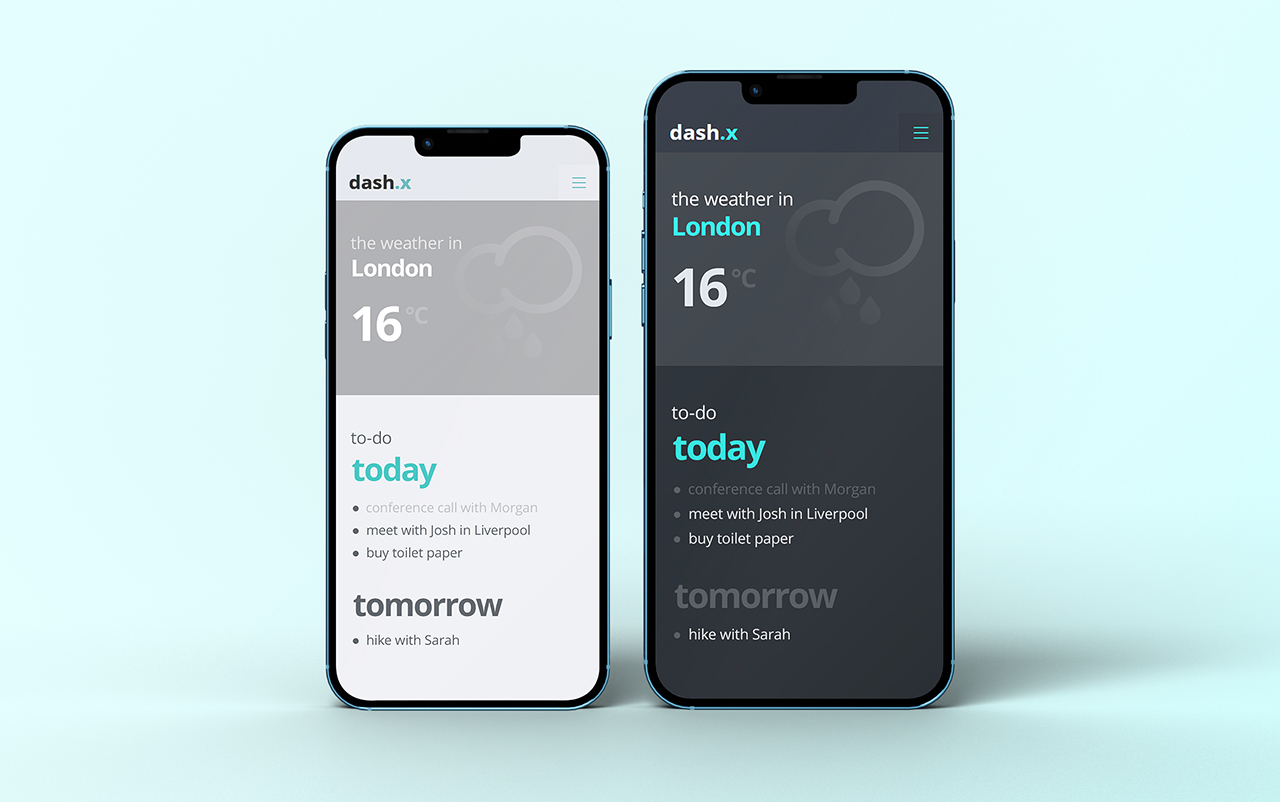 dash.x
the weather in
London
16 °C
to-do
today
conference call with Morgan
meet with Josh in Liverpool
buy toilet paper
tomorrow
hike with Sarah
dash.x
the weather in
London
16 °C
to-do
today
conference call with Morgan
meet with Josh in Liverpool
buy toilet paper
tomorrow
hike with Sarah